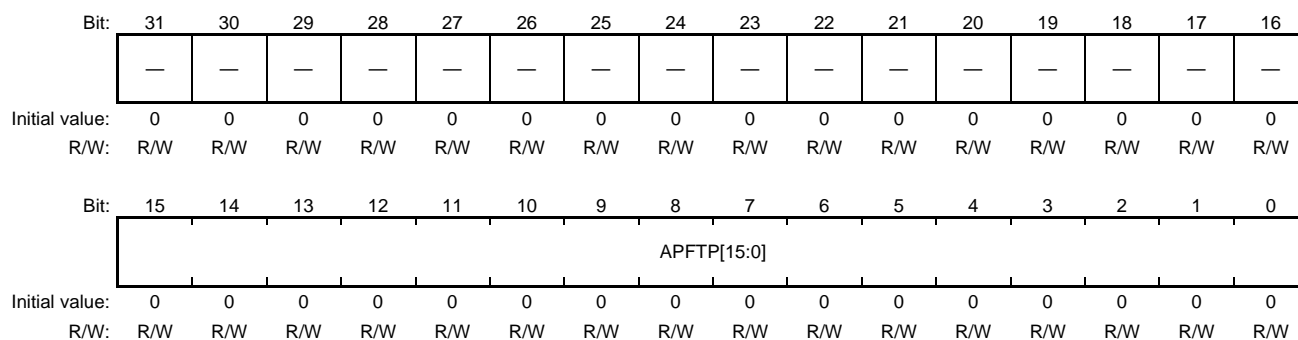 Bit: 31 30 29 28 27 26 25 24 23 22 21 20 19 18 17 16
— — — — — — — — — — — — — — — —
Initial value: 0 0 0 0 0 0 0 0 0 0 0 0 0 0 0 0
R/W: R/W R/W R/W R/W R/W R/W R/W R/W R/W R/W R/W R/W R/W R/W R/W R/W
Bit: 15 14 13 12 11 10 9 8 7 6 5 4 3 2 1 0
APFTP[15:0]
Initial value: 0 0 0 0 0 0 0 0 0 0 0 0 0 0 0 0
R/W: R/W R/W R/W R/W R/W R/W R/W R/W R/W R/W R/W R/W R/W R/W R/W R/W